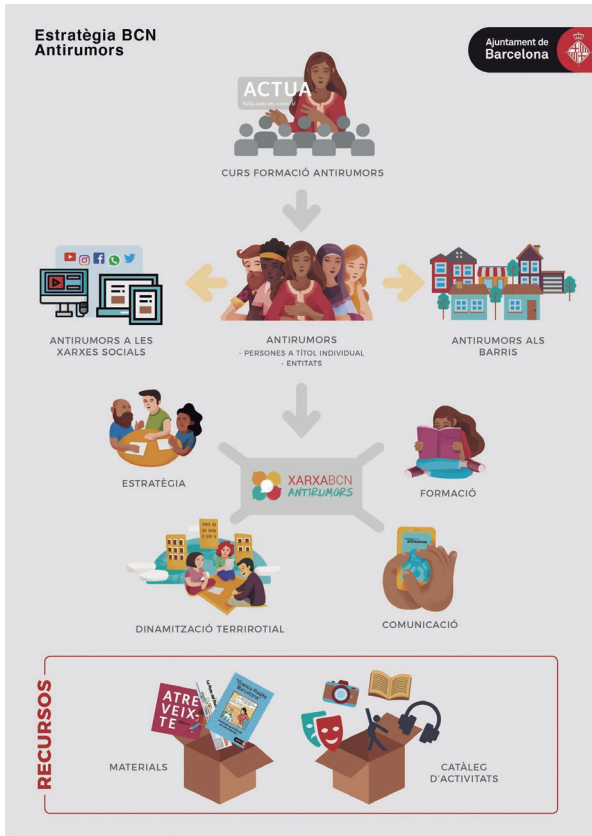 Estratègia BCN
Antirumors
Ajuntament de
Barcelona
ACTUA
CURS FORMACIÓ ANTIRUMORS
ANTIRUMORS A LES
XARXES SOCIALS
ANTIRUMORS
- PERSONES A TÍTOL INDIVIDUAL
- ENTITATS
ANTIRUMORS ALS
BARRIS
ESTRATÈGIA
XARXABCN
ANTIRUMORS
FORMACIÓ
DINAMITZACIÓ TERRIROTIAL
COMUNICACIÓ
RECURSOS
ATRE
VEIX-
TE
MATERIALS
CATÀLEG
D'ACTIVITATS